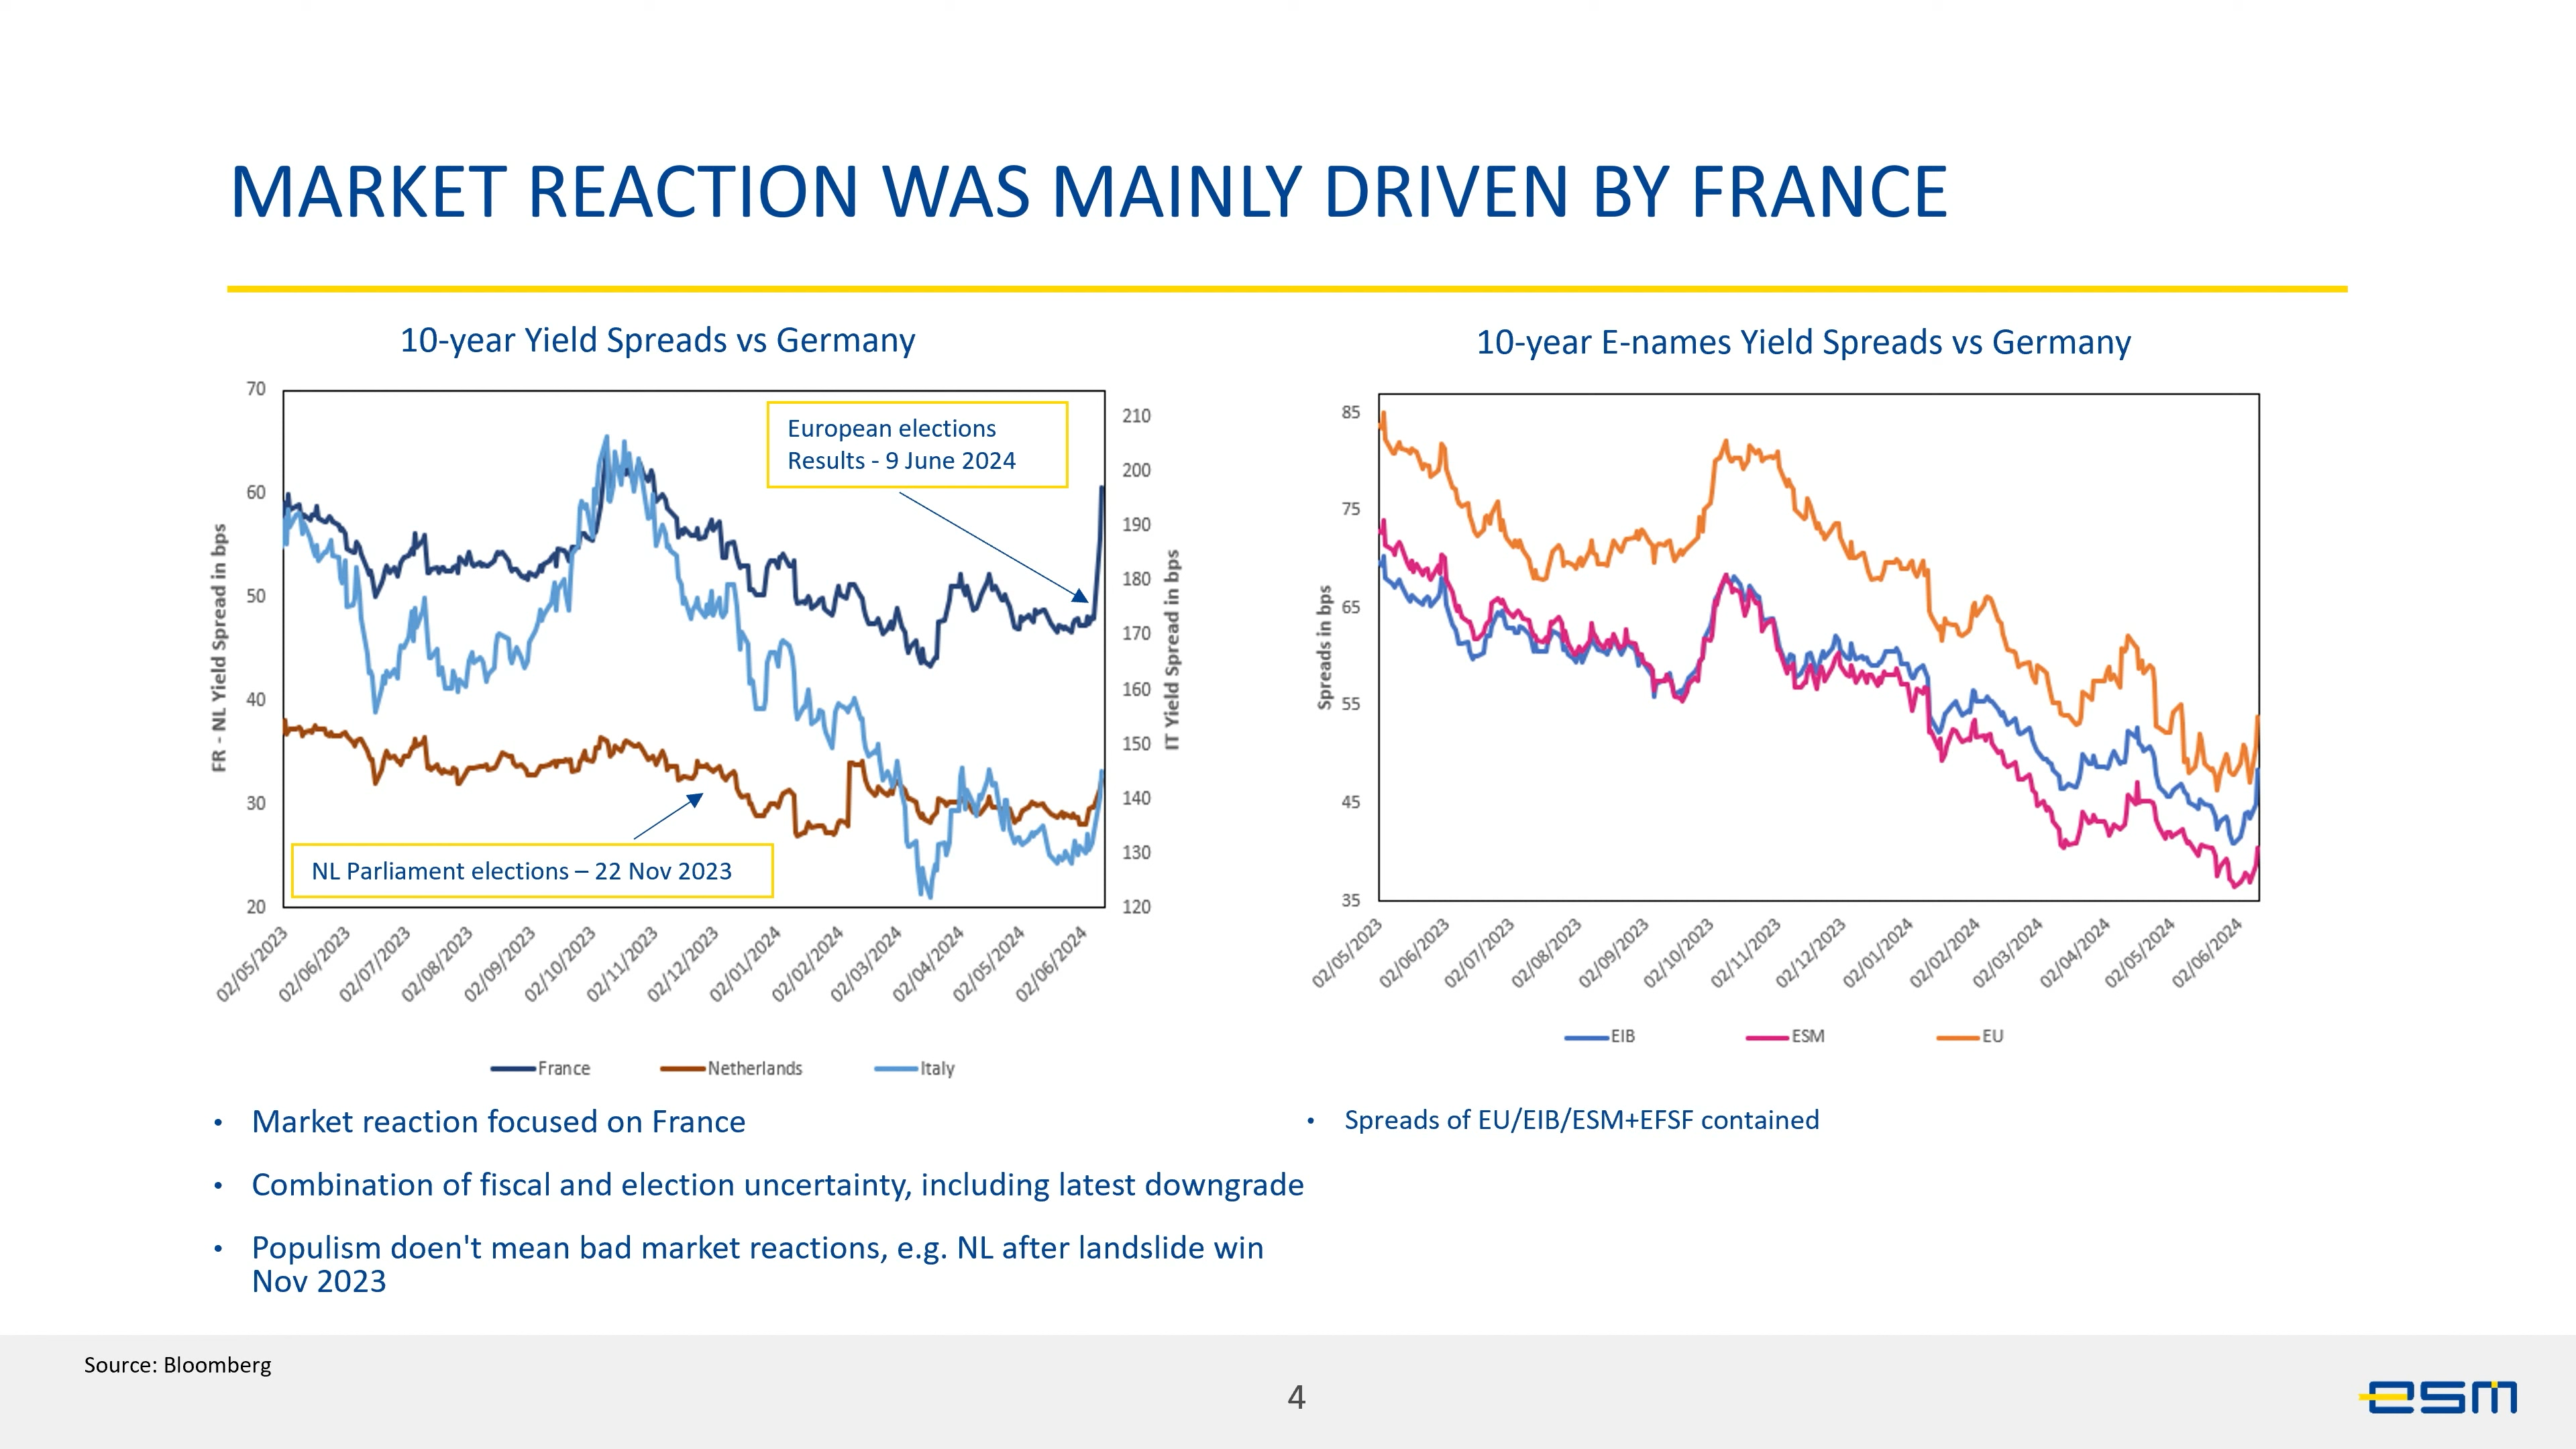 MARKET REACTION WAS MAINLY DRIVEN BY FRANCE
10-year Yield Spreads vs Germany
FR - NL Yield Spread in bps
70
60
50
40
30
20
210
200
190
180
170
160
150
140
130
120
IT Yield Spread in bps
European elections
Results - 9 June 2024
NL Parliament elections – 22 Nov 2023
02/05/2023
02/06/2023
02/07/2023
02/08/2023
02/09/2023
02/10/2023
02/11/2023
02/12/2023
02/01/2024
02/02/2024
02/03/2024
02/04/2024
02/05/2024
02/06/2024
France Netherlands Italy
10-year E-names Yield Spreads vs Germany
Spreads in bps
85
75
65
55
45
35
02/05/2023
02/06/2023
02/07/2023
02/08/2023
02/09/2023
02/10/2023
02/11/2023
02/12/2023
02/01/2024
02/02/2024
02/03/2024
02/04/2024
02/05/2024
02/06/2024
EIB ESM EU
• Market reaction focused on France
• Combination of fiscal and election uncertainty, including latest downgrade
• Populism doen't mean bad market reactions, e.g. NL after landslide win
Nov 2023
• Spreads of EU/EIB/ESM+EFSF contained
Source: Bloomberg
4
esm